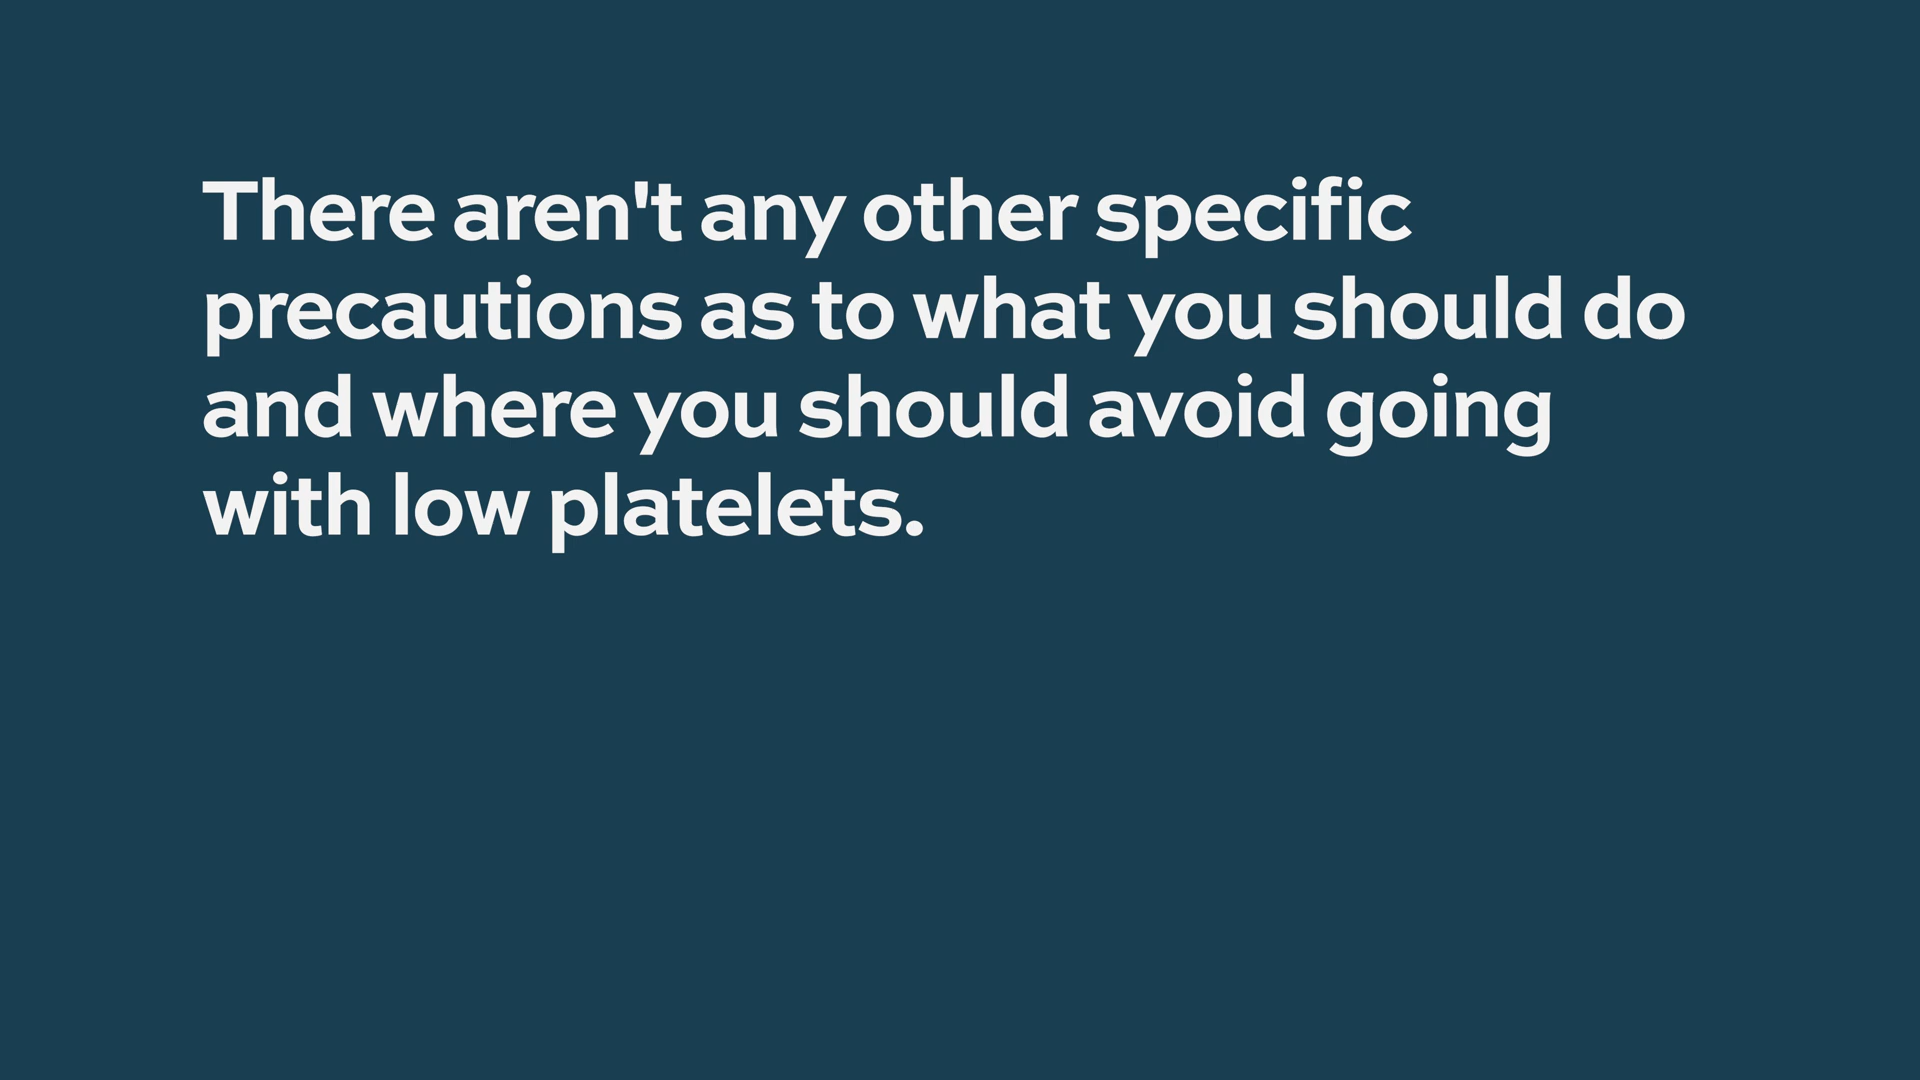 There aren't any other specific
precautions as to what you should do
and where you should avoid going
with low platelets.